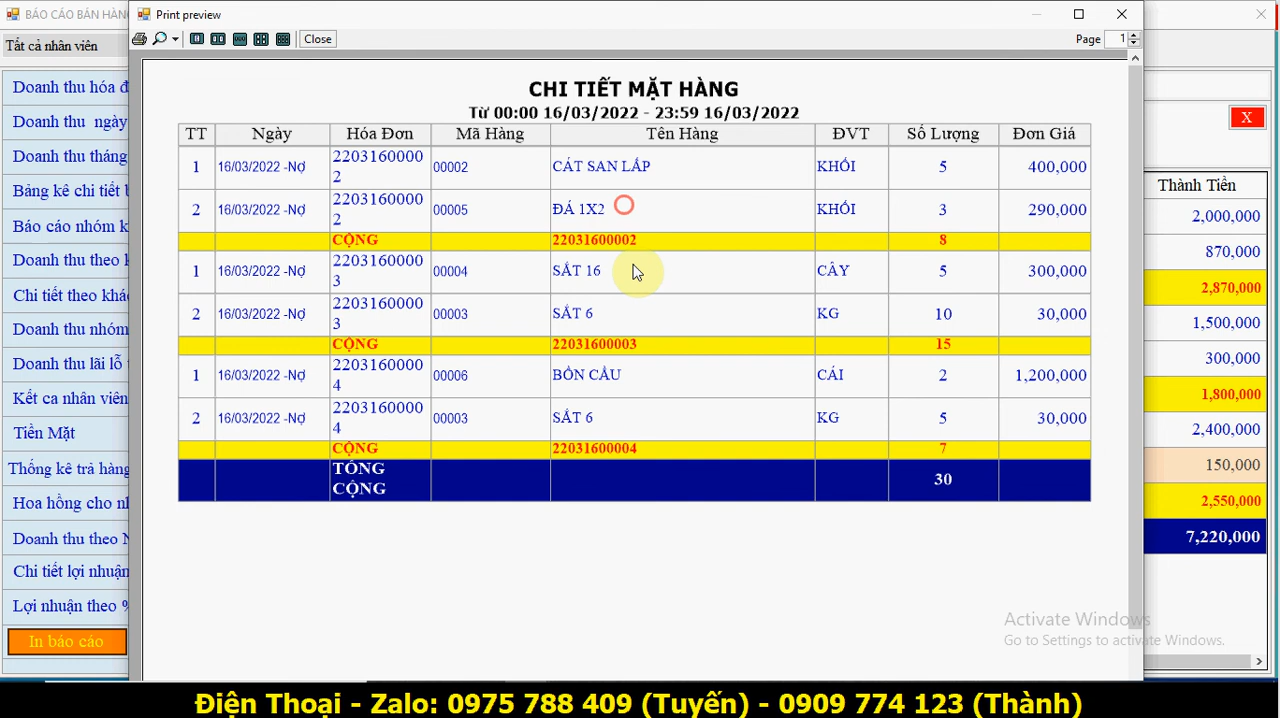 BÁO CÁO BÁN HÀN
Print preview
Tất cả nhân viên
Close
Page 1
Doanh thu hóa đ
Doanh thu ngày
Doanh thu tháng
Bảng kê chi tiết b
Báo cáo nhóm k
Doanh thu theo k
Chi tiết theo khác
Doanh thu nhóm
Doanh thu lãi lỗ t
Kết ca nhân viên
Tiền Mặt
Thống kê trả hàng
Hoa hồng cho nh
Doanh thu theo N
Chi tiết lợi nhuận
Lợi nhuận theo %
In báo cáo
CHI TIẾT MẶT HÀNG
Từ 00:00 16/03/2022 - 23:59 16/03/2022
TT Ngày Hóa Đơn Mã Hàng Tên Hàng ĐVT Số Lượng Đơn Giá
1 16/03/2022 -Nợ 22031600002 00002 CÁT SAN LẤP KHỐI 5 400,000
2 16/03/2022 -Nợ 22031600002 00005 ĐÁ 1X2 KHỐI 3 290,000
CỘNG 22031600002 8
1 16/03/2022 -Nợ 22031600003 00004 SẮT 16 CÂY 5 300,000
2 16/03/2022 -Nợ 22031600003 00003 SẮT 6 KG 10 30,000
CỘNG 22031600003 15
1 16/03/2022 -Nợ 22031600004 00006 BỒN CẦU CÁI 2 1,200,000
2 16/03/2022 -Nợ 22031600004 00003 SẮT 6 KG 5 30,000
CỘNG 22031600004 7
TỔNG CỘNG 30
X
Thành Tiền
2,000,000
870,000
2,870,000
1,500,000
300,000
1,800,000
2,400,000
150,000
2,550,000
7,220,000
Activate Windows
Go to Settings to activate Windows.
Điện Thoại - Zalo: 0975 788 409 (Tuyến) - 0909 774 123 (Thành)